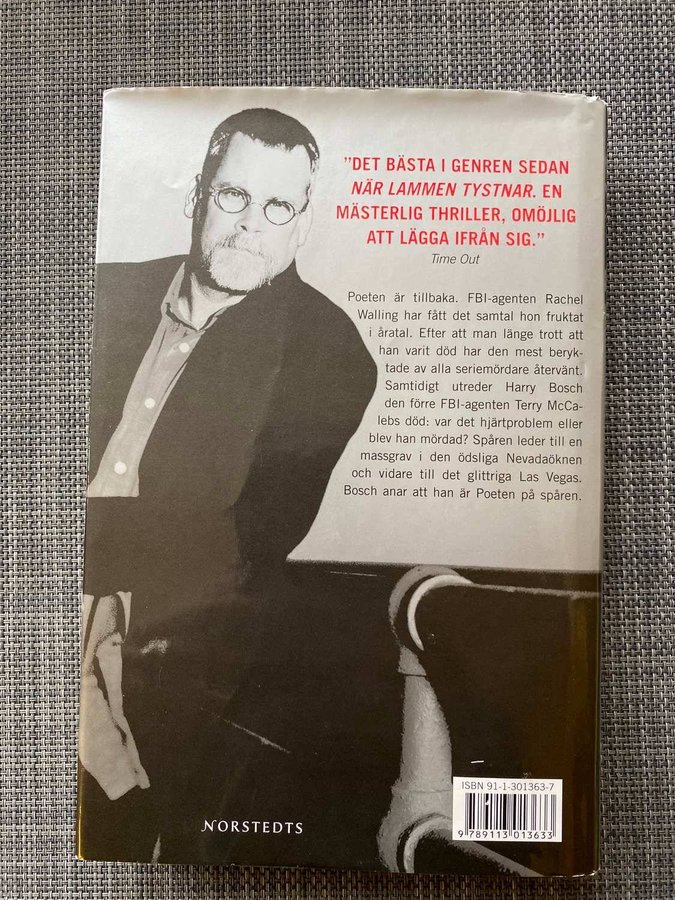 ”DET BÄSTA I GENREN SEDAN
NÄR LAMMEN TYSTNAR. EN
MÄSTERLIG THRILLER, OMÖJLIG
ATT LÄGGA IFRÅN SIG.”
Time Out
Poeten är tillbaka. FBI-agenten Rachel
Walling har fått det samtal hon fruktat
i åratal. Efter att man länge trott att
han varit död har den mest beryk-
tade av alla seriemördare återvänt.
Samtidigt utreder Harry Bosch
den förre FBI-agenten Terry McCa-
lebs död: var det hjärtproblem eller
blev han mördad? Spåren leder till en
massgrav i den ödsliga Nevadaöknen
och vidare till det glittriga Las Vegas.
Bosch anar att han är Poeten på spåren.
ISBN 91-1-301363-7
9 789113 013633
NORSTEDTS